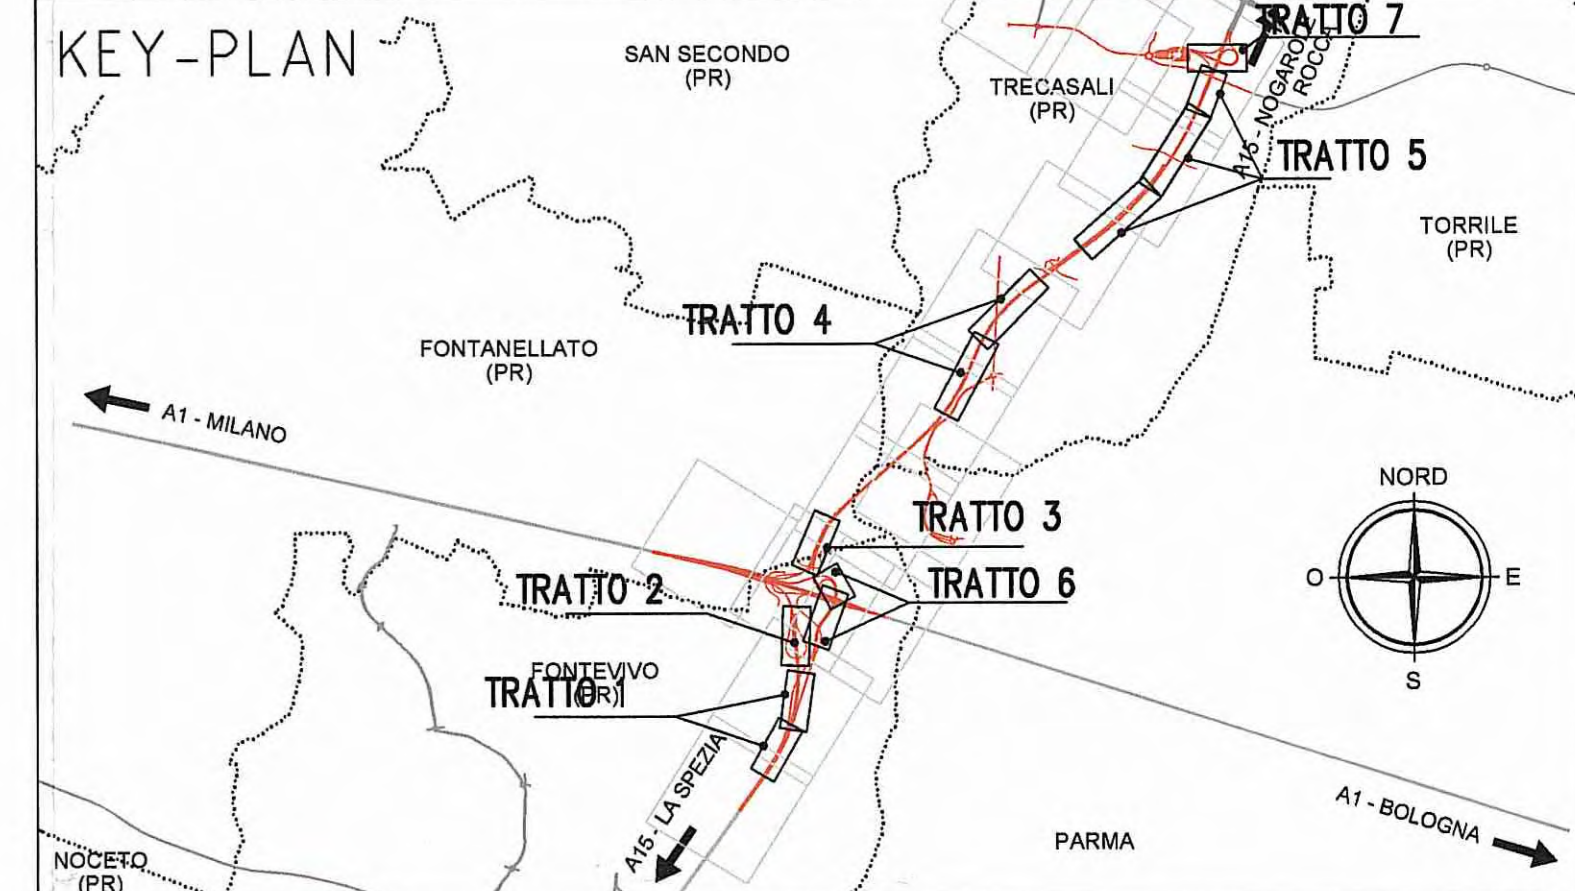 KEY-PLAN
SAN SECONDO
(PR)
TRATTO 7
TRECASALI
(PR)
A15 - NOGAROLE
ROCCA
TRATTO 5
TORRILE
(PR)
TRATTO 4
FONTANELLATO
(PR)
A1 - MILANO
NORD
O
E
S
TRATTO 3
TRATTO 2
TRATTO 6
FONTEVIVO
(PR)
TRATTO 1
A15 - LA SPEZIA
A1 - BOLOGNA
PARMA
NOCETO
(PR)